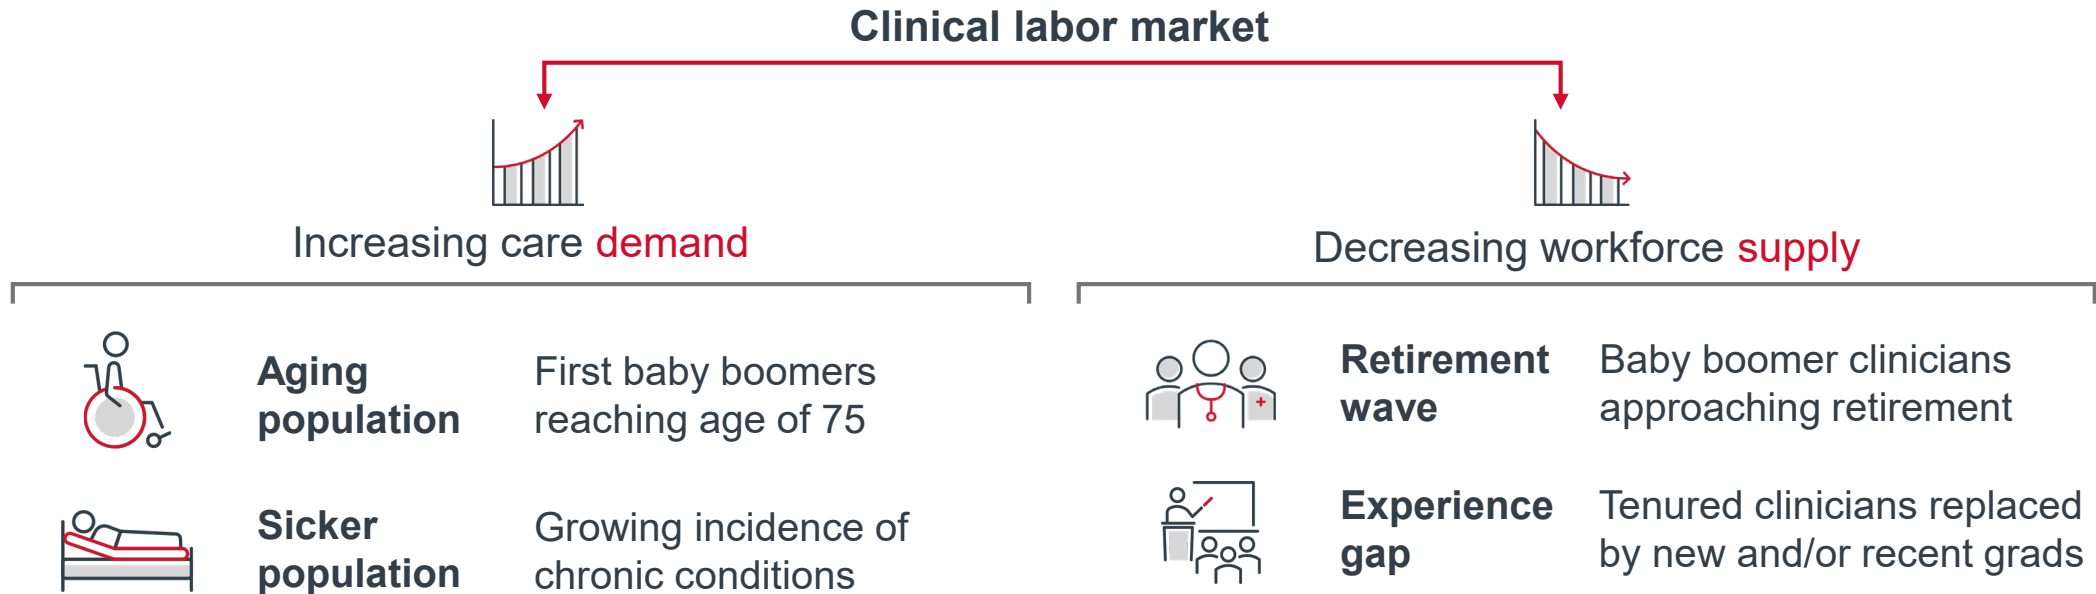 Clinical labor market
Increasing care demand
Aging
population
First baby boomers
reaching age of 75
Sicker
population
Growing incidence of
chronic conditions
Decreasing workforce supply
Retirement
wave
Baby boomer clinicians
approaching retirement
Experience
gap
Tenured clinicians replaced
by new and/or recent grads